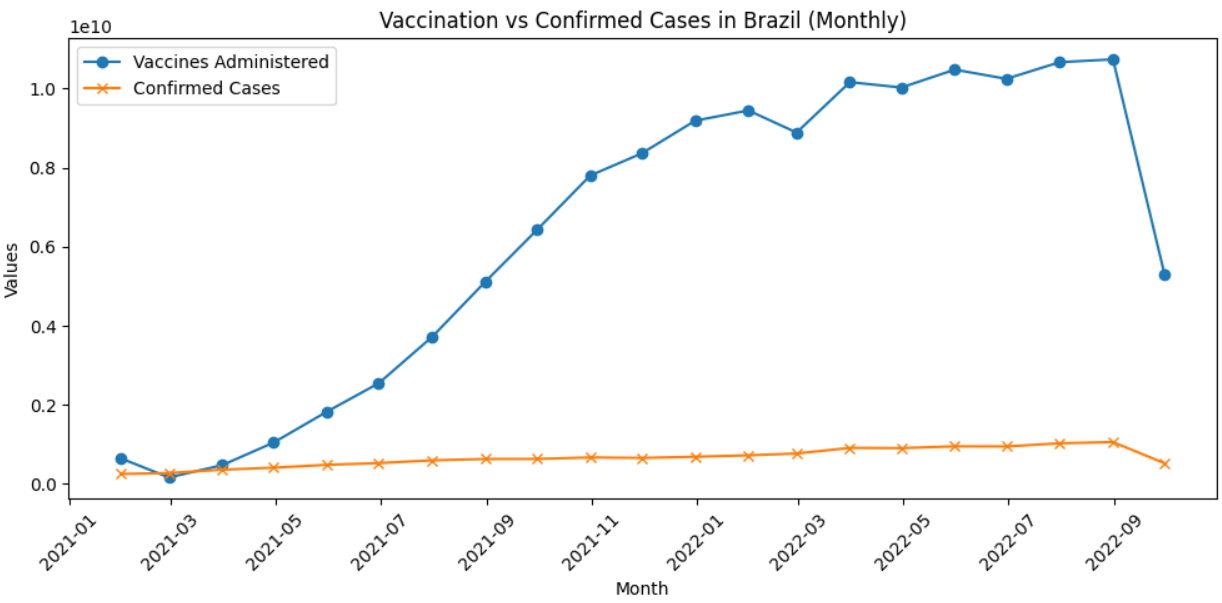 Vaccination vs Confirmed Cases in Brazil (Monthly)
1e10
Vaccines Administered
Confirmed Cases
1.0
0.8
0.6
0.4
0.2
0.0
Values
2021-01
2021-03
2021-05
2021-07
2021-09
2021-11
2022-01
2022-03
2022-05
2022-07
2022-09
Month